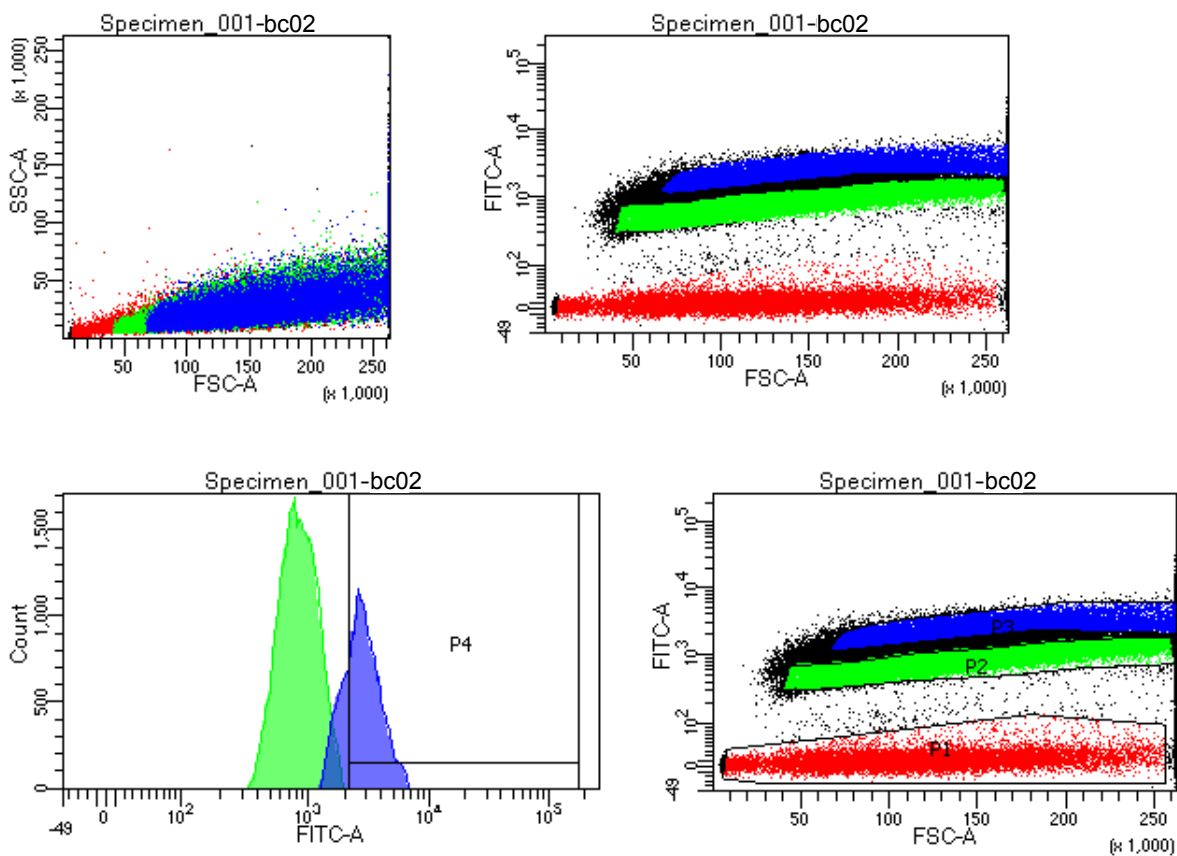 Specimen_001-bc02
SSC-A
(x 1,000)
50 100 150 200 250
50 100 150 200 250
FSC-A
(x 1,000)
Specimen_001-bc02
FITC-A
-49 0 10^2 10^3 10^4 10^5
50 100 150 200 250
FSC-A
(x 1,000)
Specimen_001-bc02
Count
0 500 1,000 1,500
P4
-49 0 10^2 10^3 10^4 10^5
FITC-A
Specimen_001-bc02
FITC-A
-49 0 10^2 10^3 10^4 10^5
P3
P2
P1
50 100 150 200 250
FSC-A
(x 1,000)